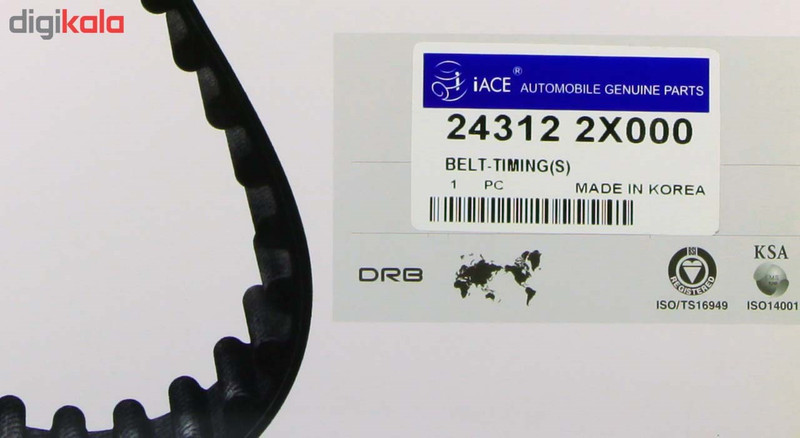 digikala
iACE® AUTOMOBILE GENUINE PARTS
24312 2X000
BELT-TIMING(S)
1 PC MADE IN KOREA
DRB
REGISTERED
ISO/TS16949
KSA
ISO14001